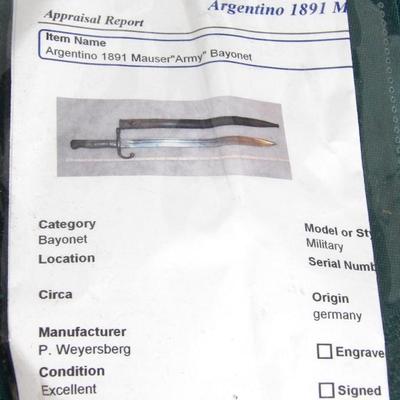 Argentino 1891 M
Appraisal Report
Item Name
Argentino 1891 Mauser"Army" Bayonet
Category
Bayonet
Model or Sty
Military
Location
Serial Numb
Circa
Origin
germany
Manufacturer
P. Weyersberg
Engrave
Condition
Excellent
Signed